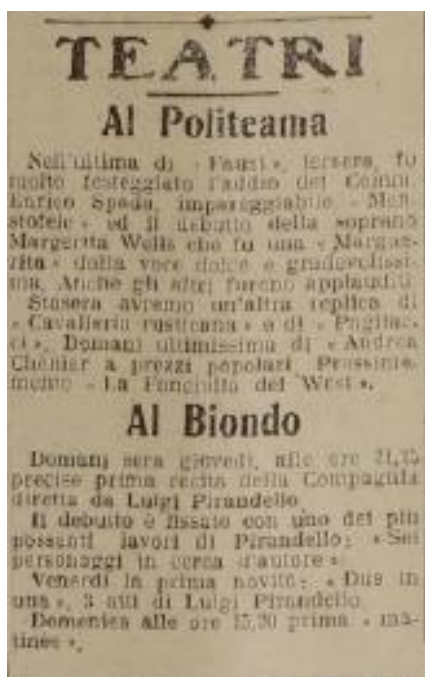 TEATRI
Al Politeama
Nell'ultima di « Faust », iersera, fu
molto festeggiato l'addio del Comm.
Enrico Spada, impareggiabile « Mefi-
stofele » ed il debutto della soprano
Margerita Wells che fu una « Marghe-
rita » dalla voce dolce e gradevolissi-
ma. Anche gli altri furono applauditi.
Stasera avremo un'altra replica di
« Cavalleria rusticana » e di « Pagliac-
ci ». Domani ultimissima di « Andrea
Chénier a prezzi popolari. Prossima-
mente « La Fanciulla del West ».
Al Biondo
Domani sera giovedì, alle ore
precise prima recita della Compagnia
diretta da Luigi Pirandello.
Il debutto è fissato con uno dei più
possenti lavori di Pirandello: « Sei
personaggi in cerca d'autore »
Venerdì la prima novità: « Due in
una », 3 atti di Luigi Pirandello.
Domenica alle ore prima « ma-
tinée ».